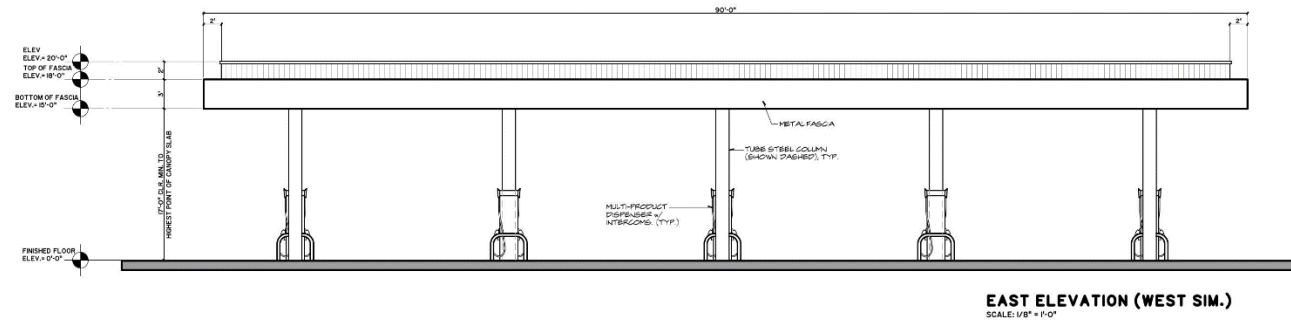 90'-0"
2'
2'
ELEV
ELEV.= 20'-0"
TOP OF FASCIA
ELEV.= 18'-0"
2'
3'
BOTTOM OF FASCIA
ELEV.= 15'-0"
METAL FASCIA
TUBE STEEL COLUMN
(SHOWN DASHED), TYP.
17'-0" CLR. MIN. TO
HIGHEST POINT OF CANOPY SLAB
MULTI-PRODUCT
DISPENSER w/
INTERCOMS. (TYP.)
FINISHED FLOOR
ELEV.= 0'-0"
EAST ELEVATION (WEST SIM.)
SCALE: 1/8" = 1'-0"